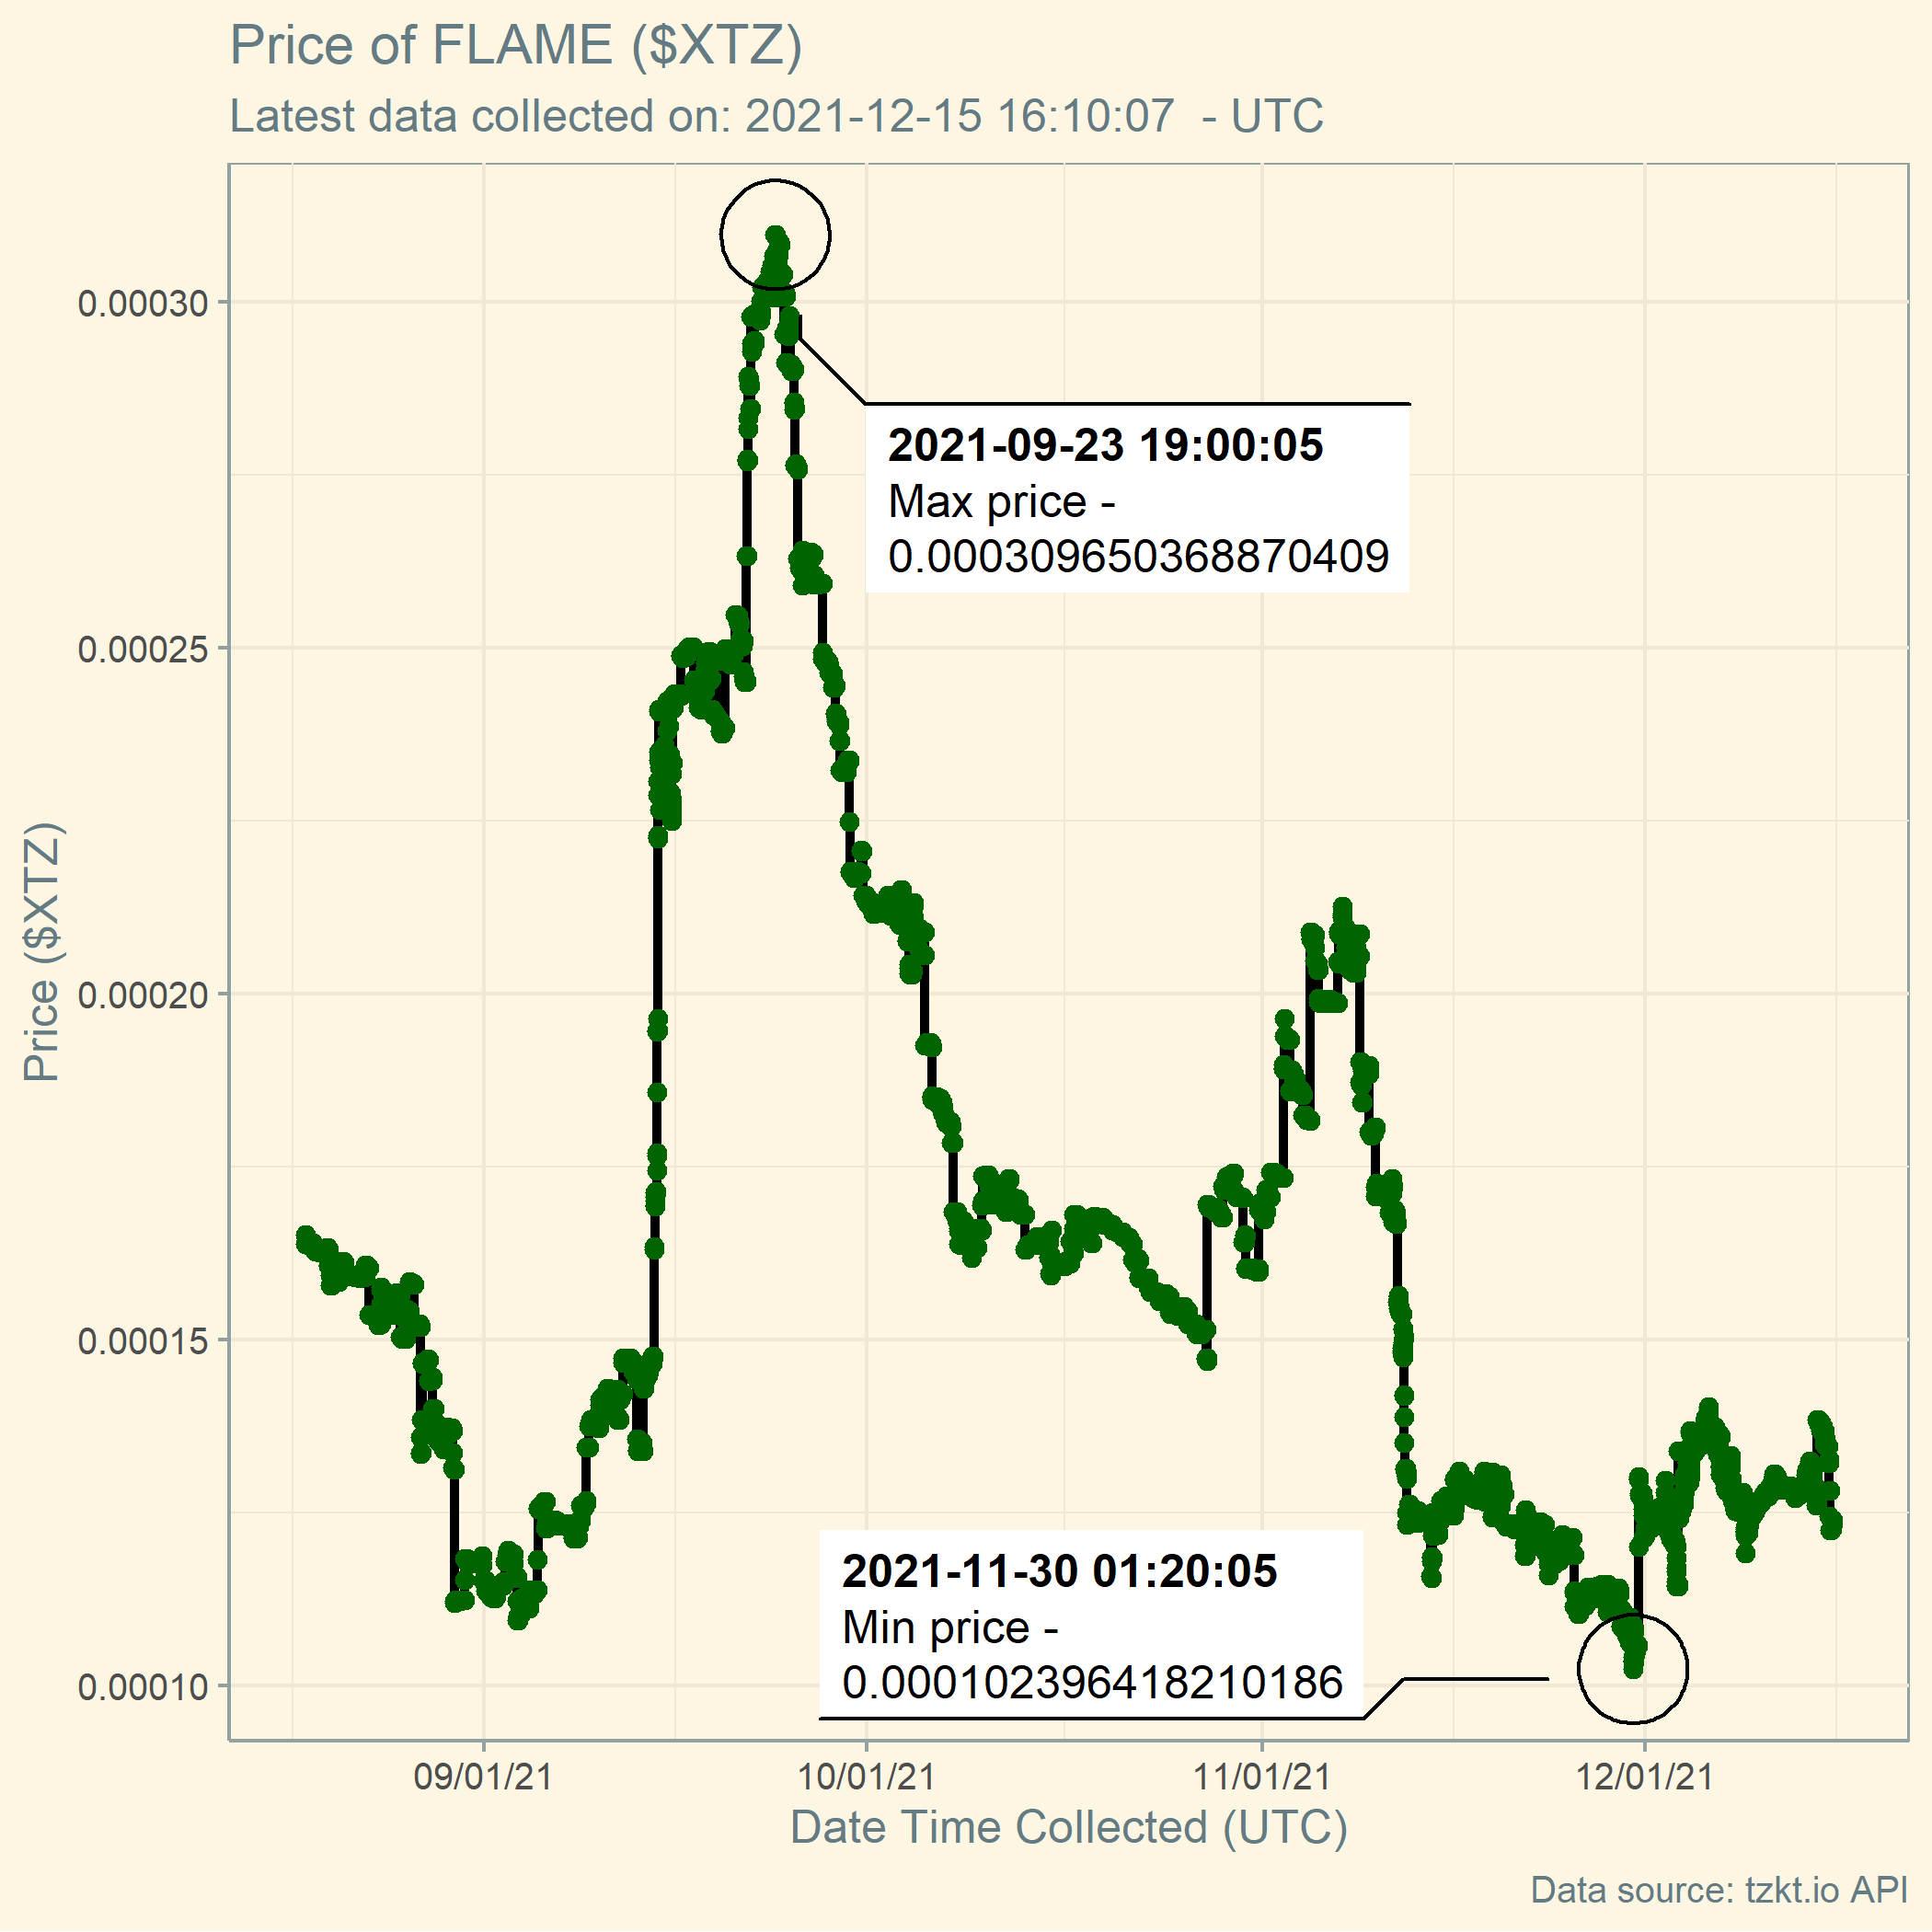 Price of FLAME ($XTZ)
Latest data collected on: 2021-12-15 16:10:07  - UTC
2021-09-23 19:00:05
Max price -
0.000309650368870409
0.00030
0.00025
0.00020
0.00015
0.00010
Price ($XTZ)
2021-11-30 01:20:05
Min price -
0.000102396418210186
09/01/21
10/01/21
11/01/21
12/01/21
Date Time Collected (UTC)
Data source: tzkt.io API